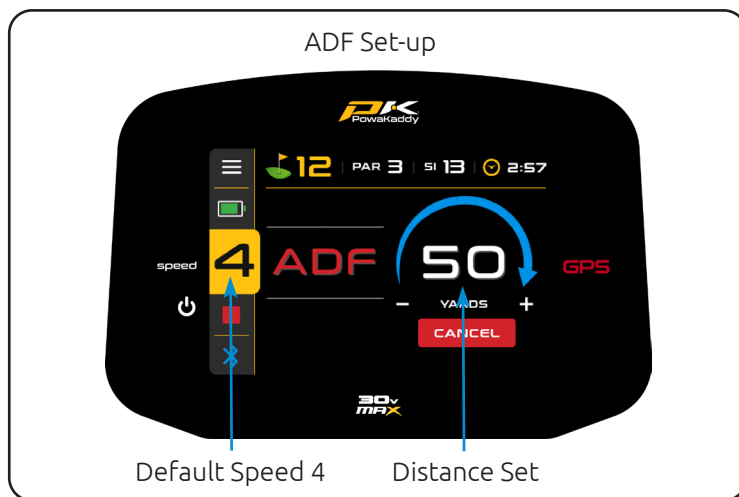 ADF Set-up
PK
PowaKaddy
12 PAR 3 SI 13 2:57
speed 4 ADF 50 GPS
- YARDS +
CANCEL
30v
MAX
Default Speed 4 Distance Set